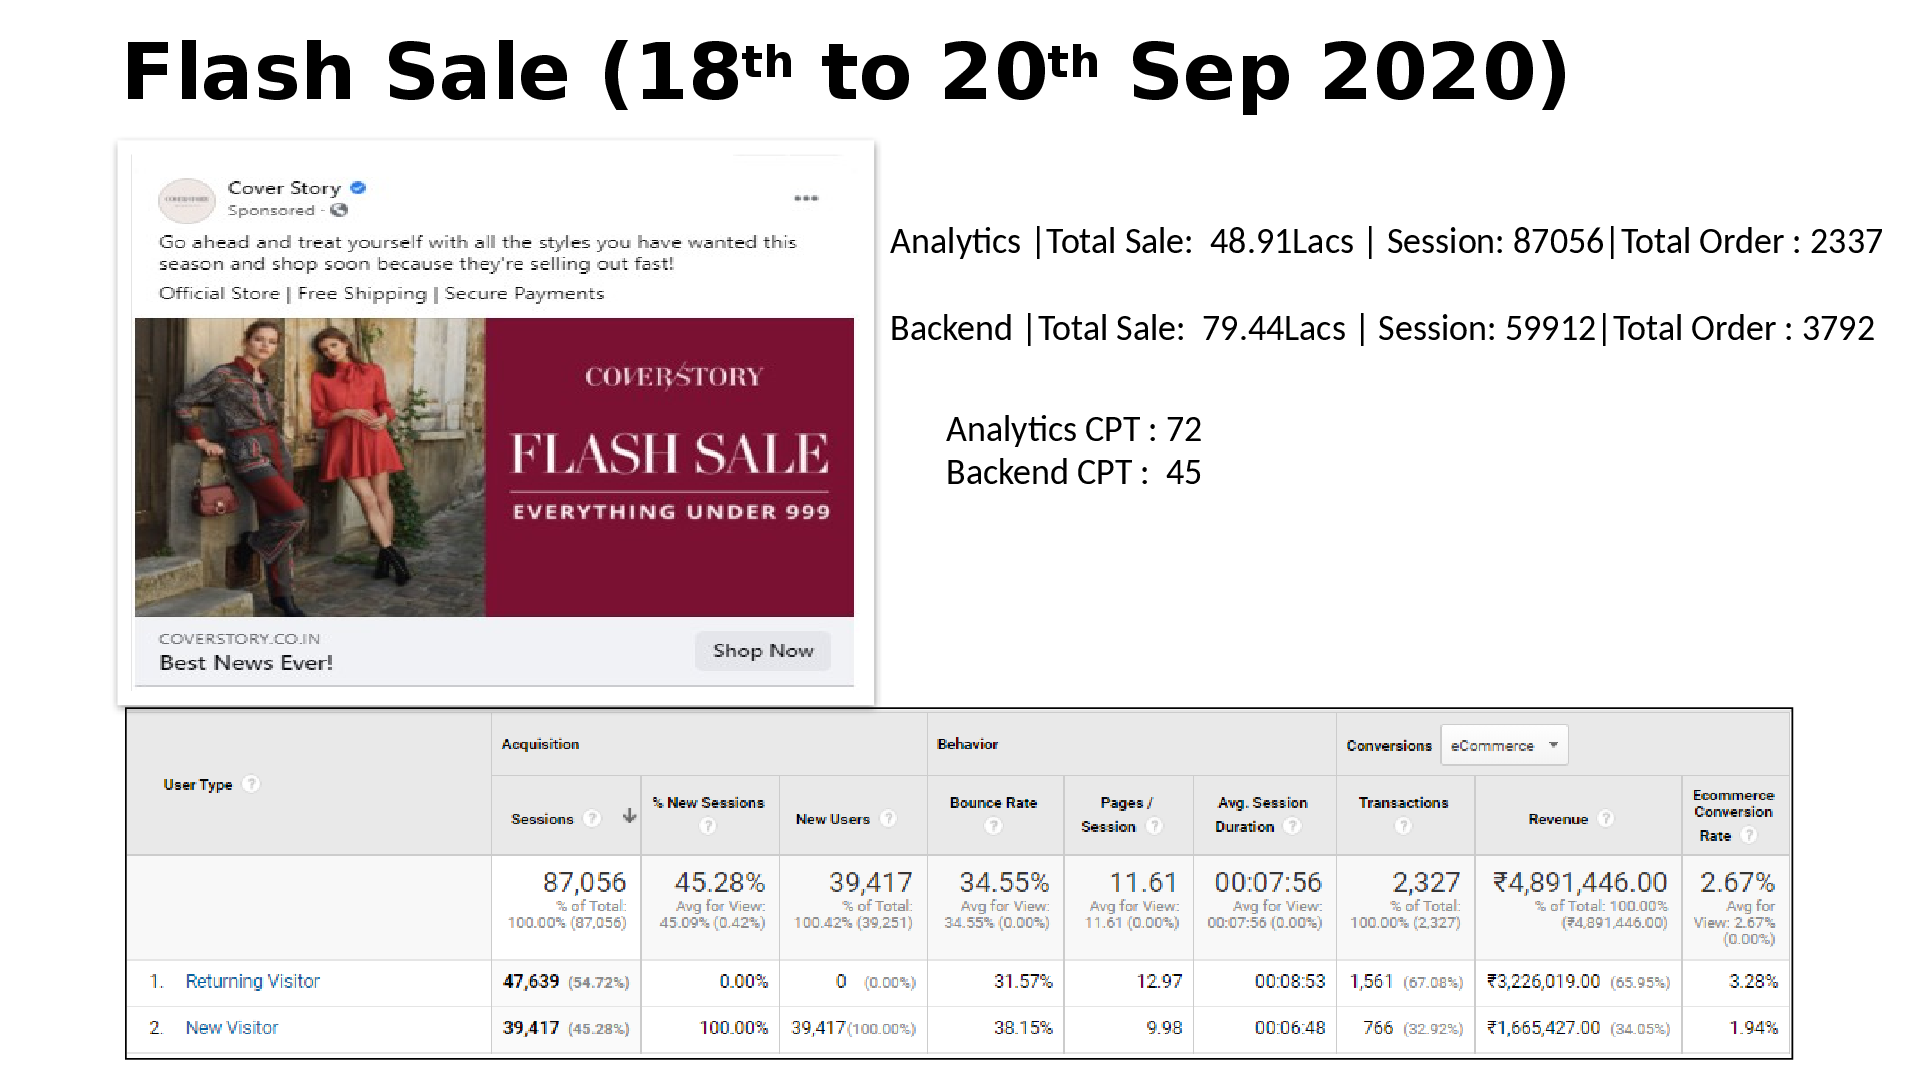 Flash Sale (18th to 20th Sep 2020)
Cover Story
Sponsored ·
Go ahead and treat yourself with all the styles you have wanted this
season and shop soon because they're selling out fast!
Official Store | Free Shipping | Secure Payments
COVERSTORY
FLASH SALE
EVERYTHING UNDER 999
COVERSTORY.CO.IN
Best News Ever!
Shop Now
Analytics |Total Sale:  48.91Lacs | Session: 87056|Total Order : 2337
Backend |Total Sale:  79.44Lacs | Session: 59912|Total Order : 3792
Analytics CPT : 72
Backend CPT :  45
User Type ?
Acquisition
Behavior
Conversions eCommerce
Sessions ?
% New Sessions
?
New Users ?
Bounce Rate
?
Pages /
Session ?
Avg. Session
Duration ?
Transactions
?
Revenue ?
Ecommerce
Conversion
Rate ?
87,056
% of Total:
100.00% (87,056)
45.28%
Avg for View:
45.09% (0.42%)
39,417
% of Total:
100.42% (39,251)
34.55%
Avg for View:
34.55% (0.00%)
11.61
Avg for View:
11.61 (0.00%)
00:07:56
Avg for View:
00:07:56 (0.00%)
2,327
% of Total:
100.00% (2,327)
₹4,891,446.00
% of Total: 100.00%
(₹4,891,446.00)
2.67%
Avg for
View: 2.67%
(0.00%)
1. Returning Visitor 47,639 (54.72%) 0.00% 0 (0.00%) 31.57% 12.97 00:08:53 1,561 (67.08%) ₹3,226,019.00 (65.95%) 3.28%
2. New Visitor 39,417 (45.28%) 100.00% 39,417(100.00%) 38.15% 9.98 00:06:48 766 (32.92%) ₹1,665,427.00 (34.05%) 1.94%